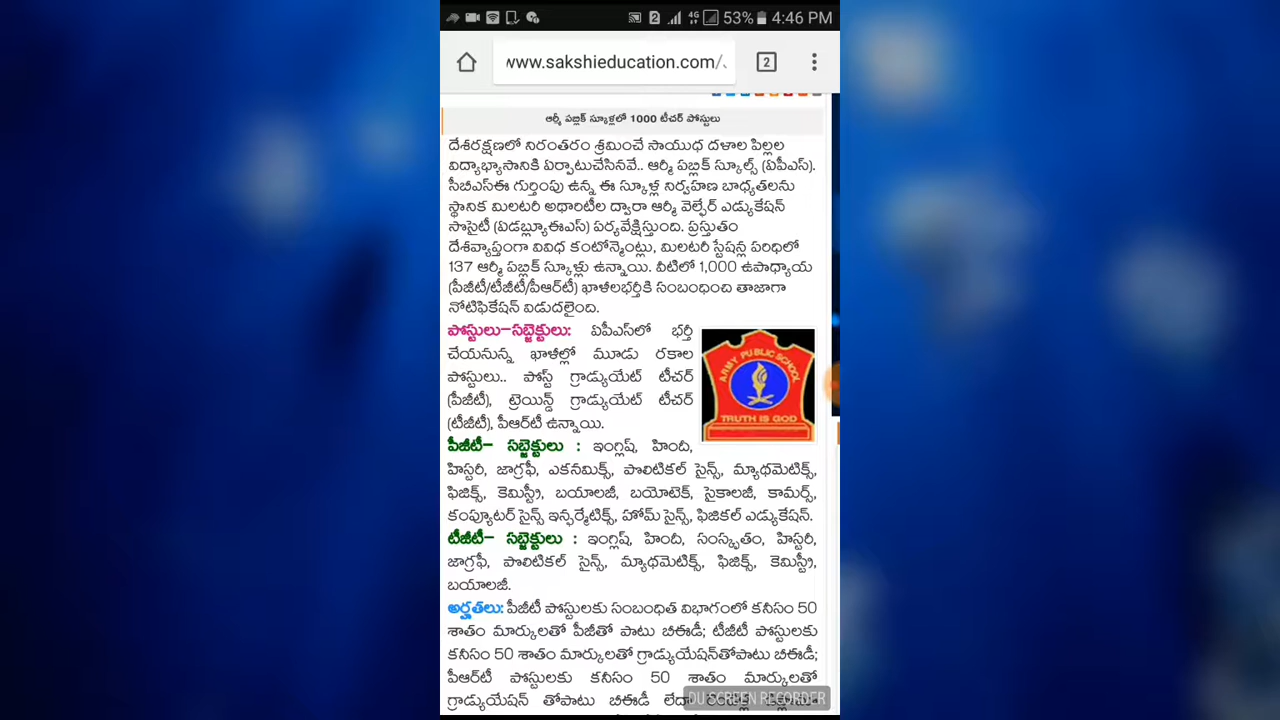 4G 53% 4:46 PM
www.sakshieducation.com/ 2
ఆర్మీ పబ్లిక్ స్కూళ్లలో 1000 టీచర్ పోస్టులు
దేశరక్షణలో నిరంతరం శ్రమించే సాయుధ దళాల పిల్లల
విద్యాభ్యాసానికి ఏర్పాటుచేసినవే.. ఆర్మీ పబ్లిక్ స్కూల్స్ (ఏపీఎస్).
సీబీఎస్ఈ గుర్తింపు ఉన్న ఈ స్కూళ్ల నిర్వహణ బాధ్యతలను
స్థానిక మిలటరీ అథారిటీల ద్వారా ఆర్మీ వెల్ఫేర్ ఎడ్యుకేషన్
సొసైటీ (ఏడబ్ల్యూఈఎస్) పర్యవేక్షిస్తుంది. ప్రస్తుతం
దేశవ్యాప్తంగా వివిధ కంటోన్మెంట్లు, మిలటరీ స్టేషన్ల పరిధిలో
137 ఆర్మీ పబ్లిక్ స్కూళ్లు ఉన్నాయి. వీటిలో 1,000 ఉపాధ్యాయ
(పీజీటీ/టీజీటీ/పీఆర్‌టీ) ఖాళీలభర్తీకి సంబంధించి తాజాగా
నోటిఫికేషన్ విడుదలైంది.
పోస్టులు-సబ్జెక్టులు: ఏపీఎస్‌లో భర్తీ
చేయనున్న ఖాళీల్లో మూడు రకాల
పోస్టులు.. పోస్ట్ గ్రాడ్యుయేట్ టీచర్
(పీజీటీ), ట్రెయిన్డ్ గ్రాడ్యుయేట్ టీచర్
(టీజీటీ), పీఆర్‌టీ ఉన్నాయి.
ARMY PUBLIC SCHOOL
TRUTH IS GOD
పీజీటీ- సబ్జెక్టులు : ఇంగ్లిష్, హిందీ,
హిస్టరీ, జాగ్రఫీ, ఎకనమిక్స్, పొలిటికల్ సైన్స్, మ్యాథమెటిక్స్,
ఫిజిక్స్, కెమిస్ట్రీ, బయాలజీ, బయోటెక్, సైకాలజీ, కామర్స్,
కంప్యూటర్ సైన్స్ ఇన్ఫర్మేటిక్స్, హోమ్ సైన్స్, ఫిజికల్ ఎడ్యుకేషన్.
టీజీటీ- సబ్జెక్టులు : ఇంగ్లిష్, హిందీ, సంస్కృతం, హిస్టరీ,
జాగ్రఫీ, పొలిటికల్ సైన్స్, మ్యాథమెటిక్స్, ఫిజిక్స్, కెమిస్ట్రీ,
బయాలజీ.
అర్హతలు: పీజీటీ పోస్టులకు సంబంధిత విభాగంలో కనీసం 50
శాతం మార్కులతో పీజీతో పాటు బీఈడీ; టీజీటీ పోస్టులకు
కనీసం 50 శాతం మార్కులతో గ్రాడ్యుయేషన్‌తోపాటు బీఈడీ;
పీఆర్‌టీ పోస్టులకు కనీసం 50 శాతం మార్కులతో
గ్రాడ్యుయేషన్ తోపాటు బీఈడీ లేదా
DU SCREEN RECORDER